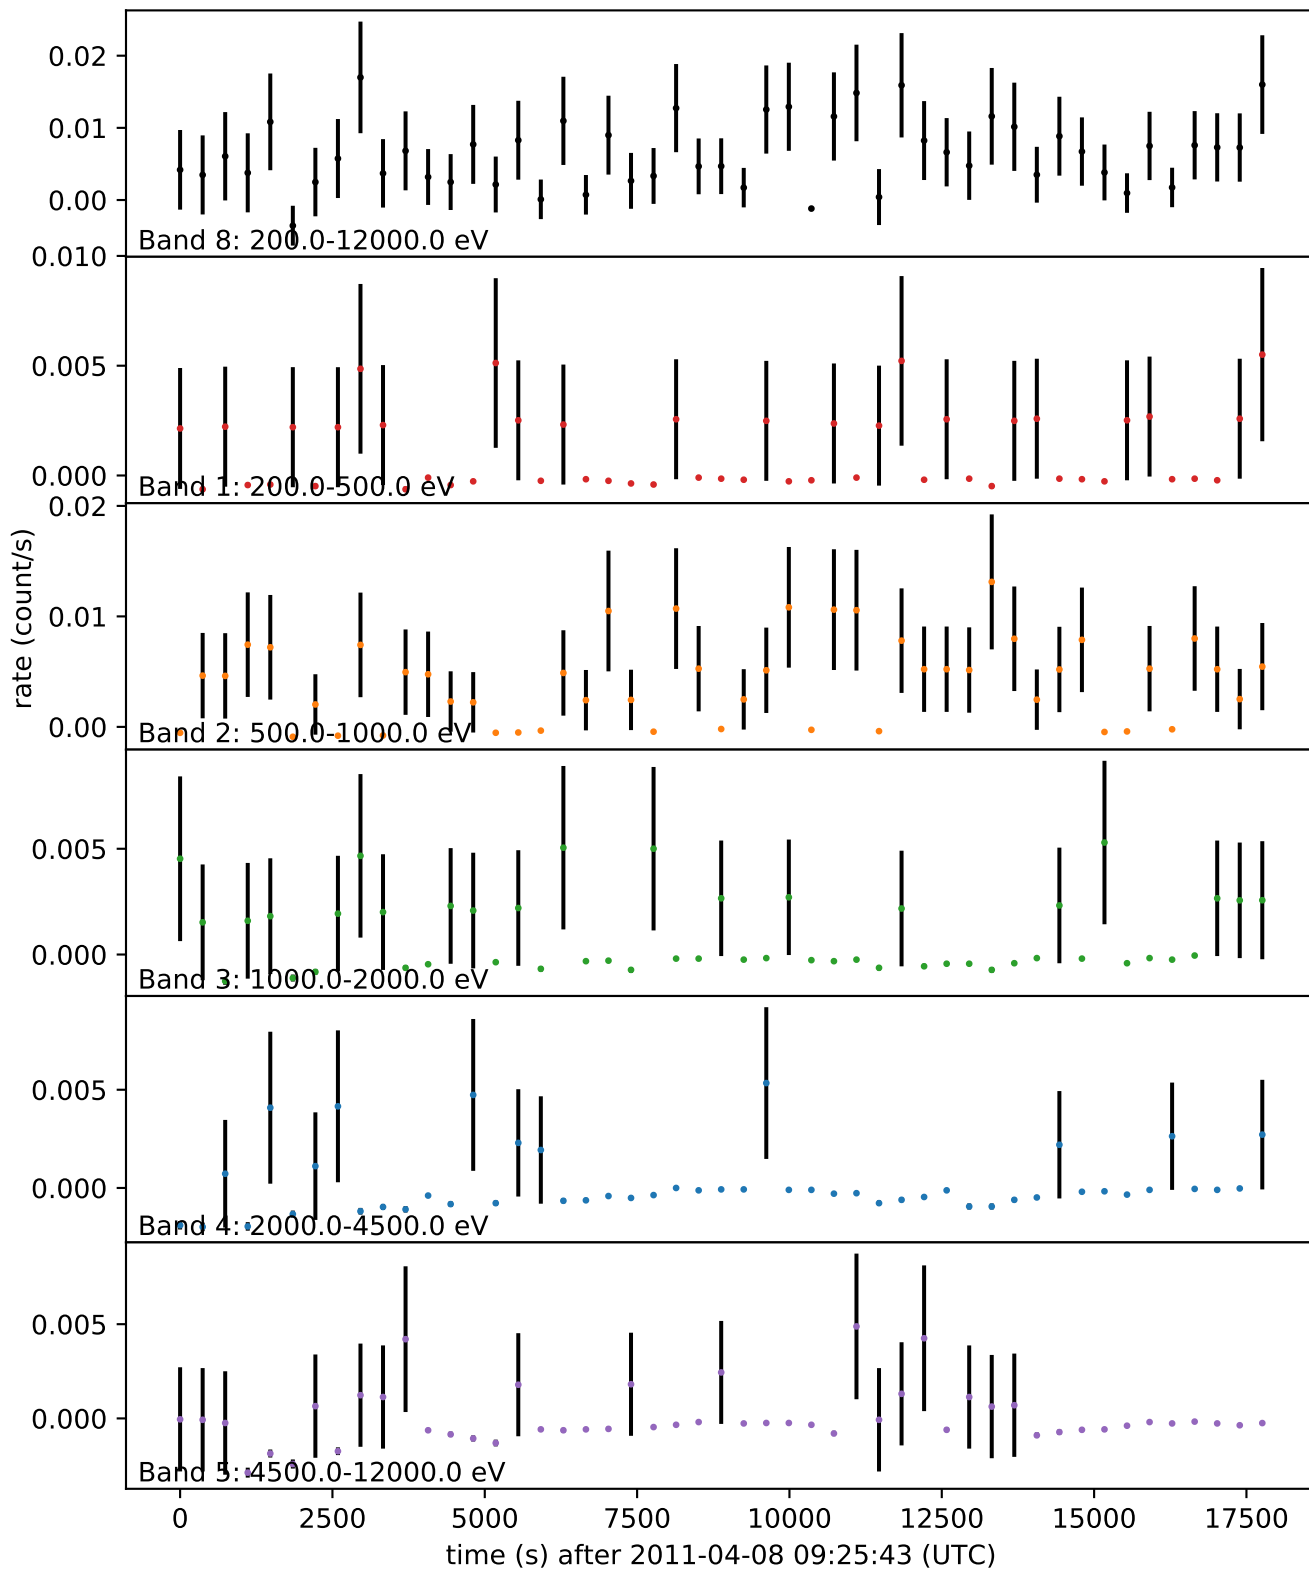 0.02
0.01
0.00
Band 8: 200.0-12000.0 eV
0.010
0.005
0.000
Band 1: 200.0-500.0 eV
0.02
0.01
0.00
Band 2: 500.0-1000.0 eV
rate (count/s)
0.005
0.000
Band 3: 1000.0-2000.0 eV
0.005
0.000
Band 4: 2000.0-4500.0 eV
0.005
0.000
Band 5: 4500.0-12000.0 eV
0 2500 5000 7500 10000 12500 15000 17500
time (s) after 2011-04-08 09:25:43 (UTC)